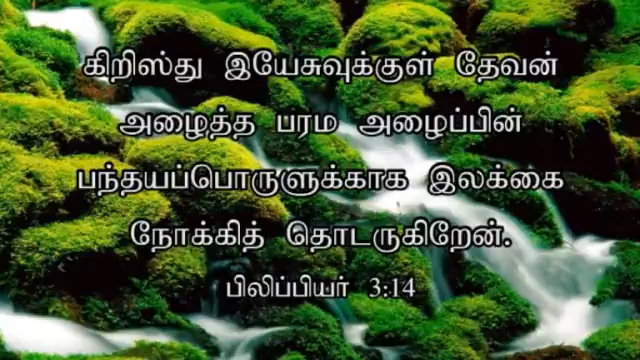 கிறிஸ்து இயேசுவுக்குள் தேவன்
அழைத்த பரம அழைப்பின்
பந்தயப்பொருளுக்காக இலக்கை
நோக்கித் தொடருகிறேன்.
பிலிப்பியர் 3:14